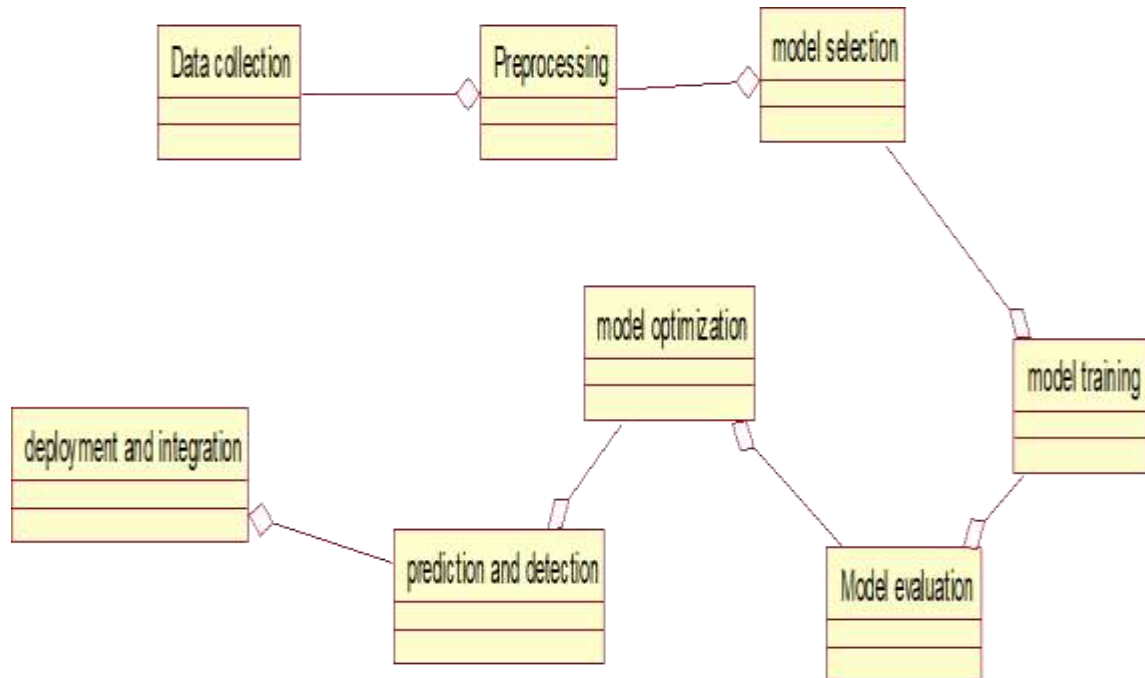 Data collection
Preprocessing
model selection
model optimization
model training
deployment and integration
prediction and detection
Model evaluation